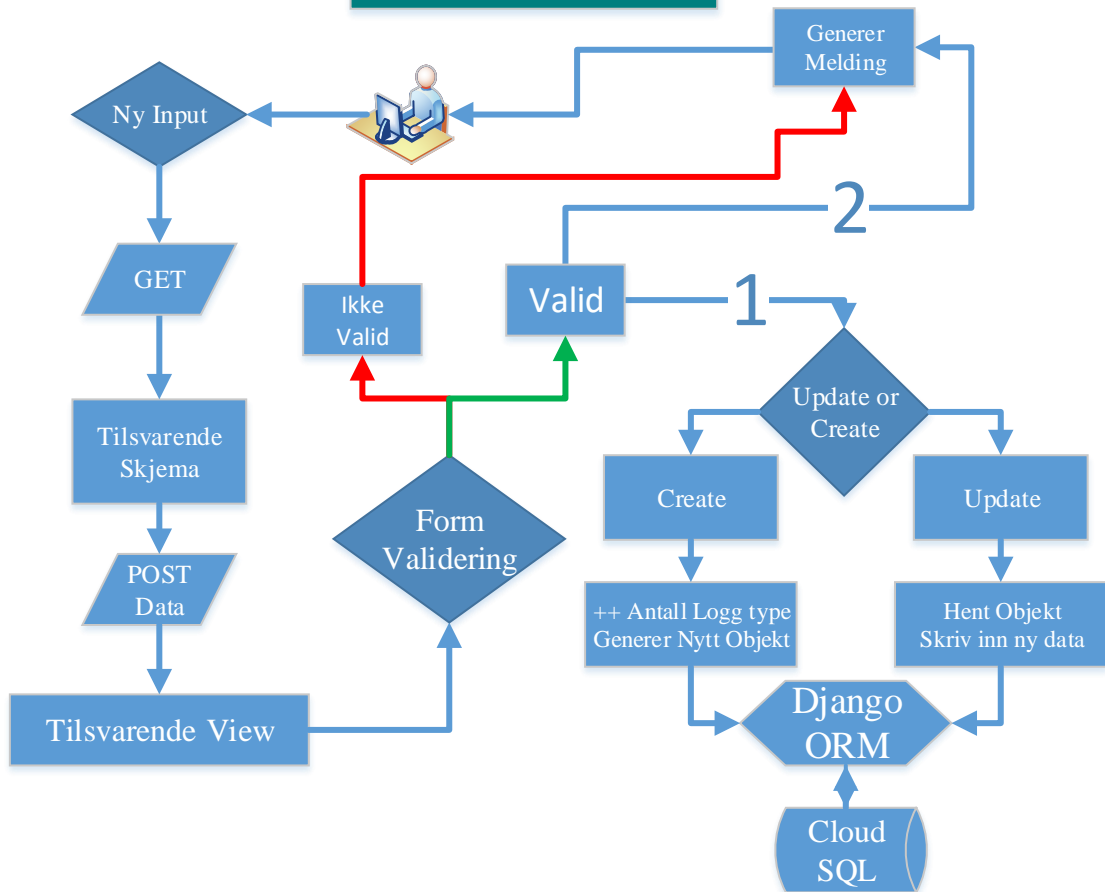 Generer
Melding
Ny Input
2
GET
Ikke
Valid
Valid
1
Tilsvarende
Skjema
Update or
Create
Form
Validering
Create
Update
POST
Data
++ Antall Logg type
Generer Nytt Objekt
Hent Objekt
Skriv inn ny data
Tilsvarende View
Django
ORM
Cloud
SQL